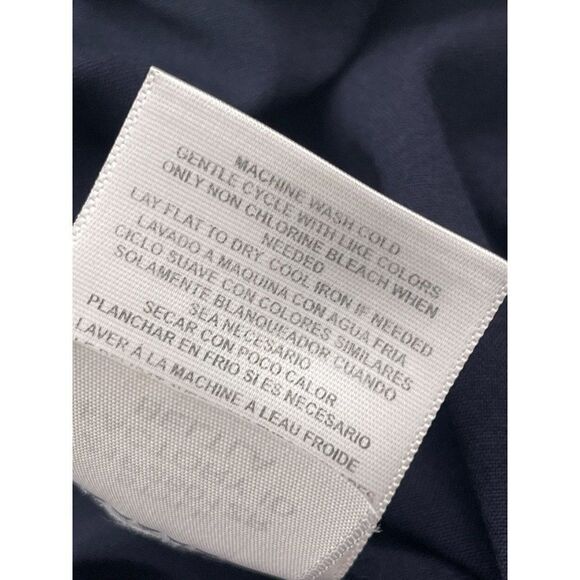 MACHINE WASH COLD
GENTLE CYCLE WITH LIKE COLORS
ONLY NON CHLORINE BLEACH WHEN
NEEDED
LAY FLAT TO DRY COOL IRON IF NEEDED
LAVADO A MAQUINA CON AGUA FRIA
CICLO SUAVE CON COLORES SIMILARES
SOLAMENTE BLANQUEADOR CUANDO
SEA NECESARIO
SECAR CON POCO CALOR
PLANCHAR EN FRIO SI ES NECESARIO
LAVER À LA MACHINE À LEAU FROIDE